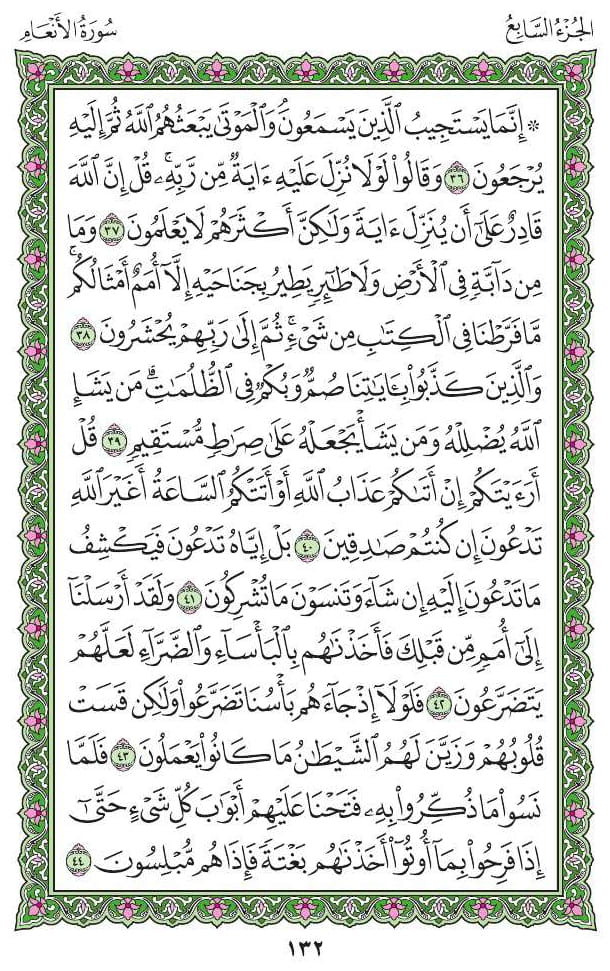 الجُزْءُ السَّابِعُ
سُورَةُ الأَنْعَامِ
۞ إِنَّمَا يَسْتَجِيبُ ٱلَّذِينَ يَسْمَعُونَۘ وَٱلْمَوْتَىٰ يَبْعَثُهُمُ ٱللَّهُ ثُمَّ إِلَيْهِ
يُرْجَعُونَ ٣٦ وَقَالُوا۟ لَوْلَا نُزِّلَ عَلَيْهِ ءَايَةٌ مِّن رَّبِّهِۦۚ قُلْ إِنَّ ٱللَّهَ
قَادِرٌ عَلَىٰٓ أَن يُنَزِّلَ ءَايَةً وَلَـٰكِنَّ أَكْثَرَهُمْ لَا يَعْلَمُونَ ٣٧ وَمَا
مِن دَآبَّةٍ فِى ٱلْأَرْضِ وَلَا طَـٰٓئِرٍ يَطِيرُ بِجَنَاحَيْهِ إِلَّآ أُمَمٌ أَمْثَالُكُمۚ
مَّا فَرَّطْنَا فِى ٱلْكِتَـٰبِ مِن شَىْءٍۚ ثُمَّ إِلَىٰ رَبِّهِمْ يُحْشَرُونَ ٣٨
وَٱلَّذِينَ كَذَّبُوا۟ بِـَٔايَـٰتِنَا صُمٌّ وَبُكْمٌ فِى ٱلظُّلُمَـٰتِۗ مَن يَشَإِ
ٱللَّهُ يُضْلِلْهُ وَمَن يَشَأْ يَجْعَلْهُ عَلَىٰ صِرَٰطٍ مُّسْتَقِيمٍ ٣٩ قُلْ
أَرَءَيْتَكُمْ إِنْ أَتَىٰكُمْ عَذَابُ ٱللَّهِ أَوْ أَتَتْكُمُ ٱلسَّاعَةُ أَغَيْرَ ٱللَّهِ
تَدْعُونَ إِن كُنتُمْ صَـٰدِقِينَ ٤٠ بَلْ إِيَّاهُ تَدْعُونَ فَيَكْشِفُ
مَا تَدْعُونَ إِلَيْهِ إِن شَآءَ وَتَنسَوْنَ مَا تُشْرِكُونَ ٤١ وَلَقَدْ أَرْسَلْنَآ
إِلَىٰٓ أُمَمٍ مِّن قَبْلِكَ فَأَخَذْنَـٰهُم بِٱلْبَأْسَآءِ وَٱلضَّرَّآءِ لَعَلَّهُمْ
يَتَضَرَّعُونَ ٤٢ فَلَوْلَآ إِذْ جَآءَهُم بَأْسُنَا تَضَرَّعُوا۟ وَلَـٰكِن قَسَتْ
قُلُوبُهُمْ وَزَيَّنَ لَهُمُ ٱلشَّيْطَـٰنُ مَا كَانُوا۟ يَعْمَلُونَ ٤٣ فَلَمَّا
نَسُوا۟ مَا ذُكِّرُوا۟ بِهِۦ فَتَحْنَا عَلَيْهِمْ أَبْوَٰبَ كُلِّ شَىْءٍ حَتَّىٰٓ
إِذَا فَرِحُوا۟ بِمَآ أُوتُوٓا۟ أَخَذْنَـٰهُم بَغْتَةً فَإِذَا هُم مُّبْلِسُونَ ٤٤
١٣٢